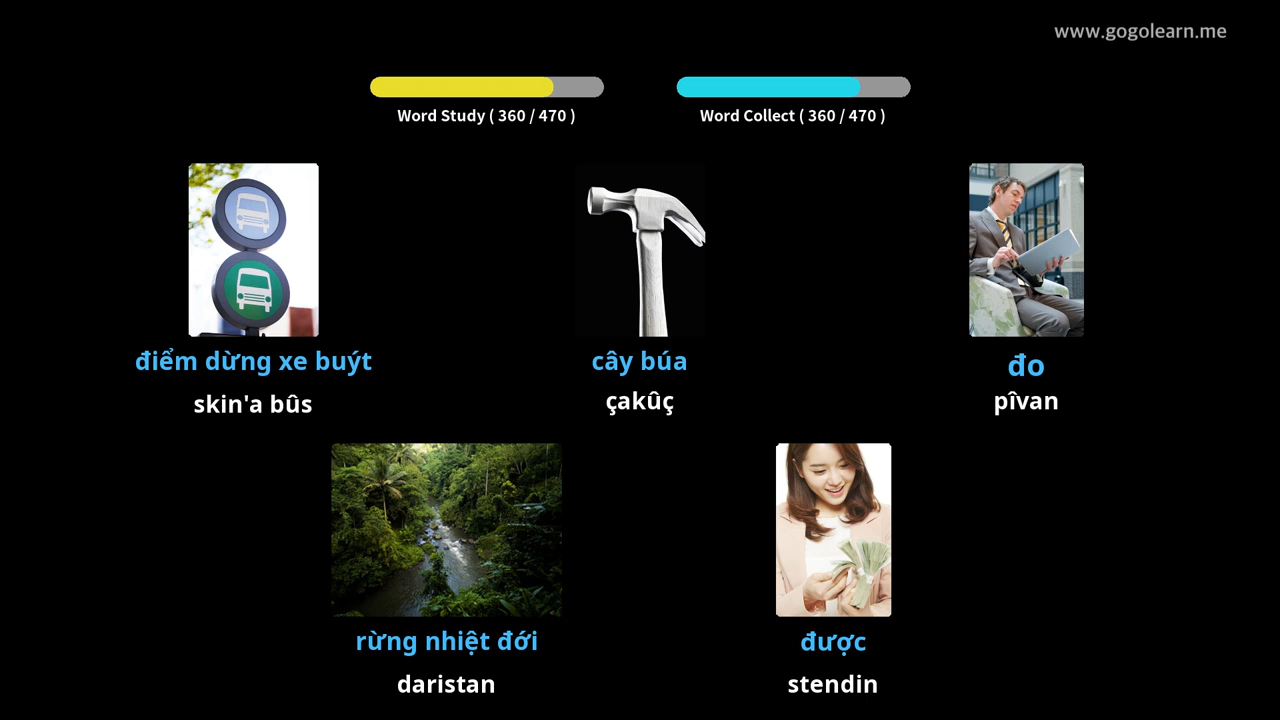 www.gogolearn.me
Word Study ( 360 / 470 )
Word Collect ( 360 / 470 )
điểm dừng xe buýt
skin'a bûs
cây búa
çakûç
đo
pîvan
rừng nhiệt đới
daristan
được
stendin